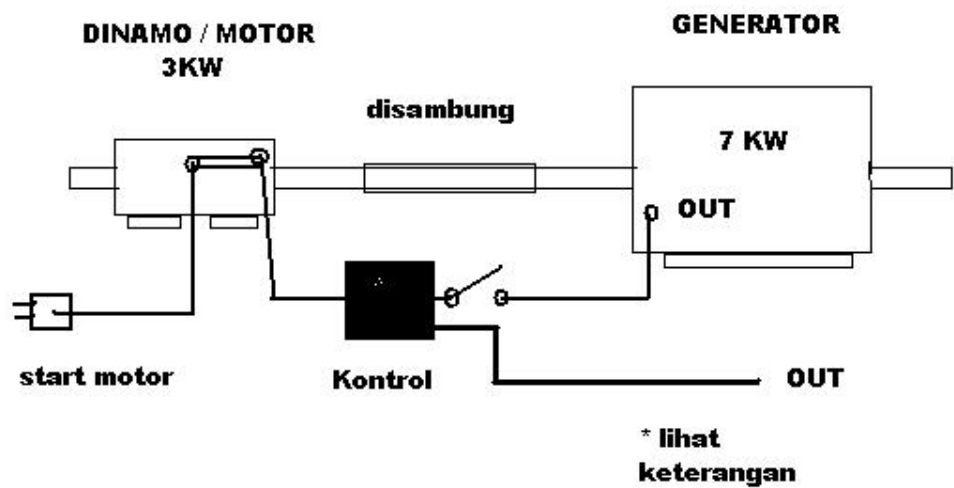 DINAMO / MOTOR
3KW
GENERATOR
disambung
7 KW
OUT
start motor
Kontrol
OUT
* lihat
keterangan